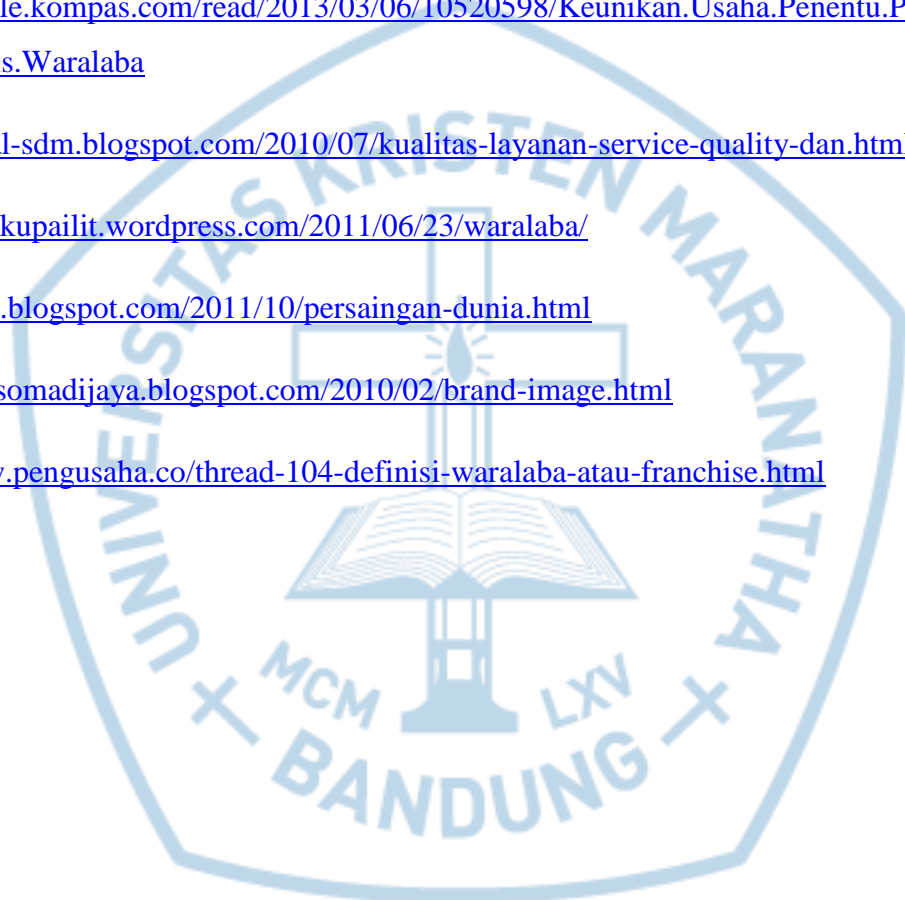 le.kompas.com/read/2013/03/06/10520598/Keunikan.Usaha.Penentu.P
s.Waralaba
al-sdm.blogspot.com/2010/07/kualitas-layanan-service-quality-dan.html
kupailit.wordpress.com/2011/06/23/waralaba/
.blogspot.com/2011/10/persaingan-dunia.html
somadijaya.blogspot.com/2010/02/brand-image.html
.pengusaha.co/thread-104-definisi-waralaba-atau-franchise.html
UNIVERSITAS KRISTEN MARANATHA
MCM LXV
BANDUNG